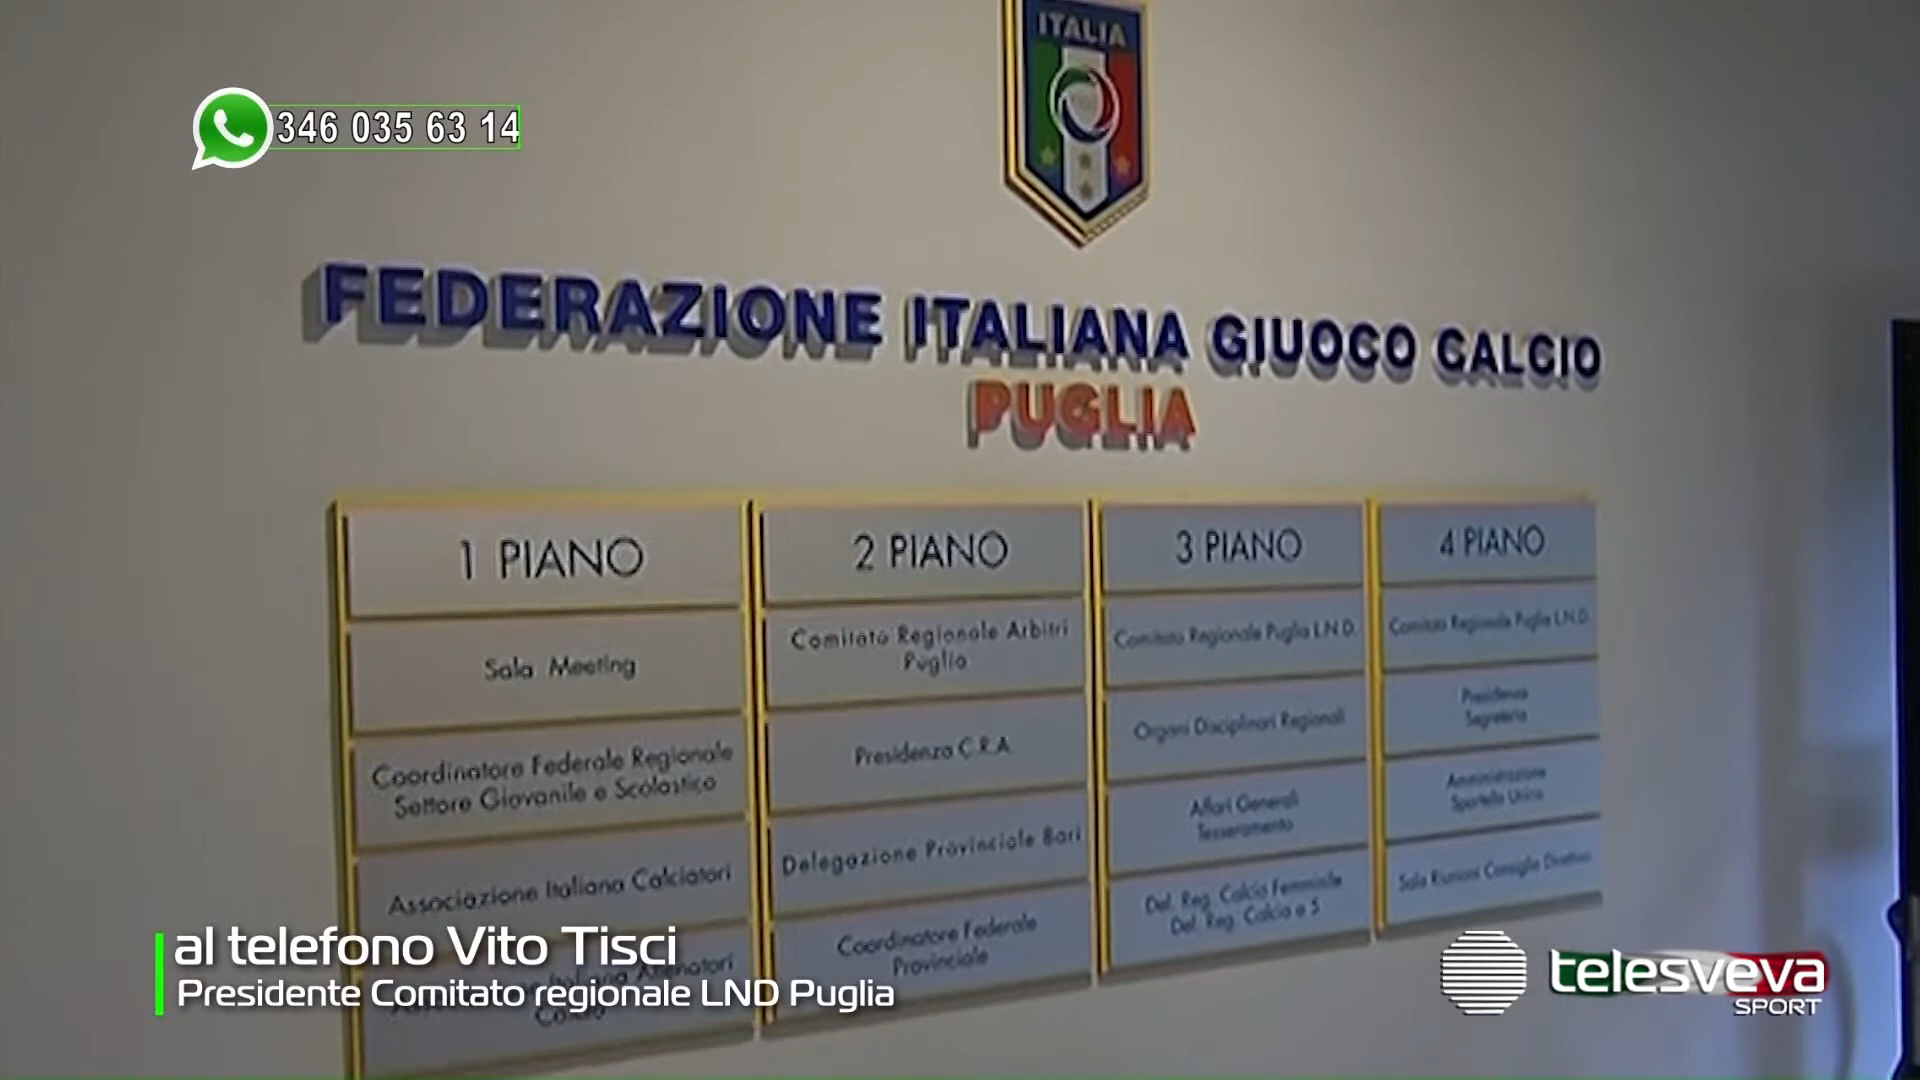 ITALIA
346 035 63 14
FEDERAZIONE ITALIANA GIUOCO CALCIO
PUGLIA
1 PIANO
Sala Meeting
Coordinatore Federale Regionale
Settore Giovanile e Scolastico
Associazione Italiana Calciatori
Italiana Allenatori
Calcio
2 PIANO
Comitato Regionale Arbitri
Puglia
Presidenza C.R.A.
Delegazione Provinciale Bari
Coordinatore Federale
Provinciale
3 PIANO
Comitato Regionale Puglia L.N.D.
Organi Disciplinari Regionali
Affari Generali
Tesseramento
Del. Reg. Calcio Femminile
Del. Reg. Calcio a 5
4 PIANO
Comitato Regionale Puglia L.N.D.
Presidenza
Segreteria
Amministrazione
Sportello Unico
Sala Riunioni Consiglio Direttivo
al telefono Vito Tisci
Presidente Comitato regionale LND Puglia
telesveva
SPORT